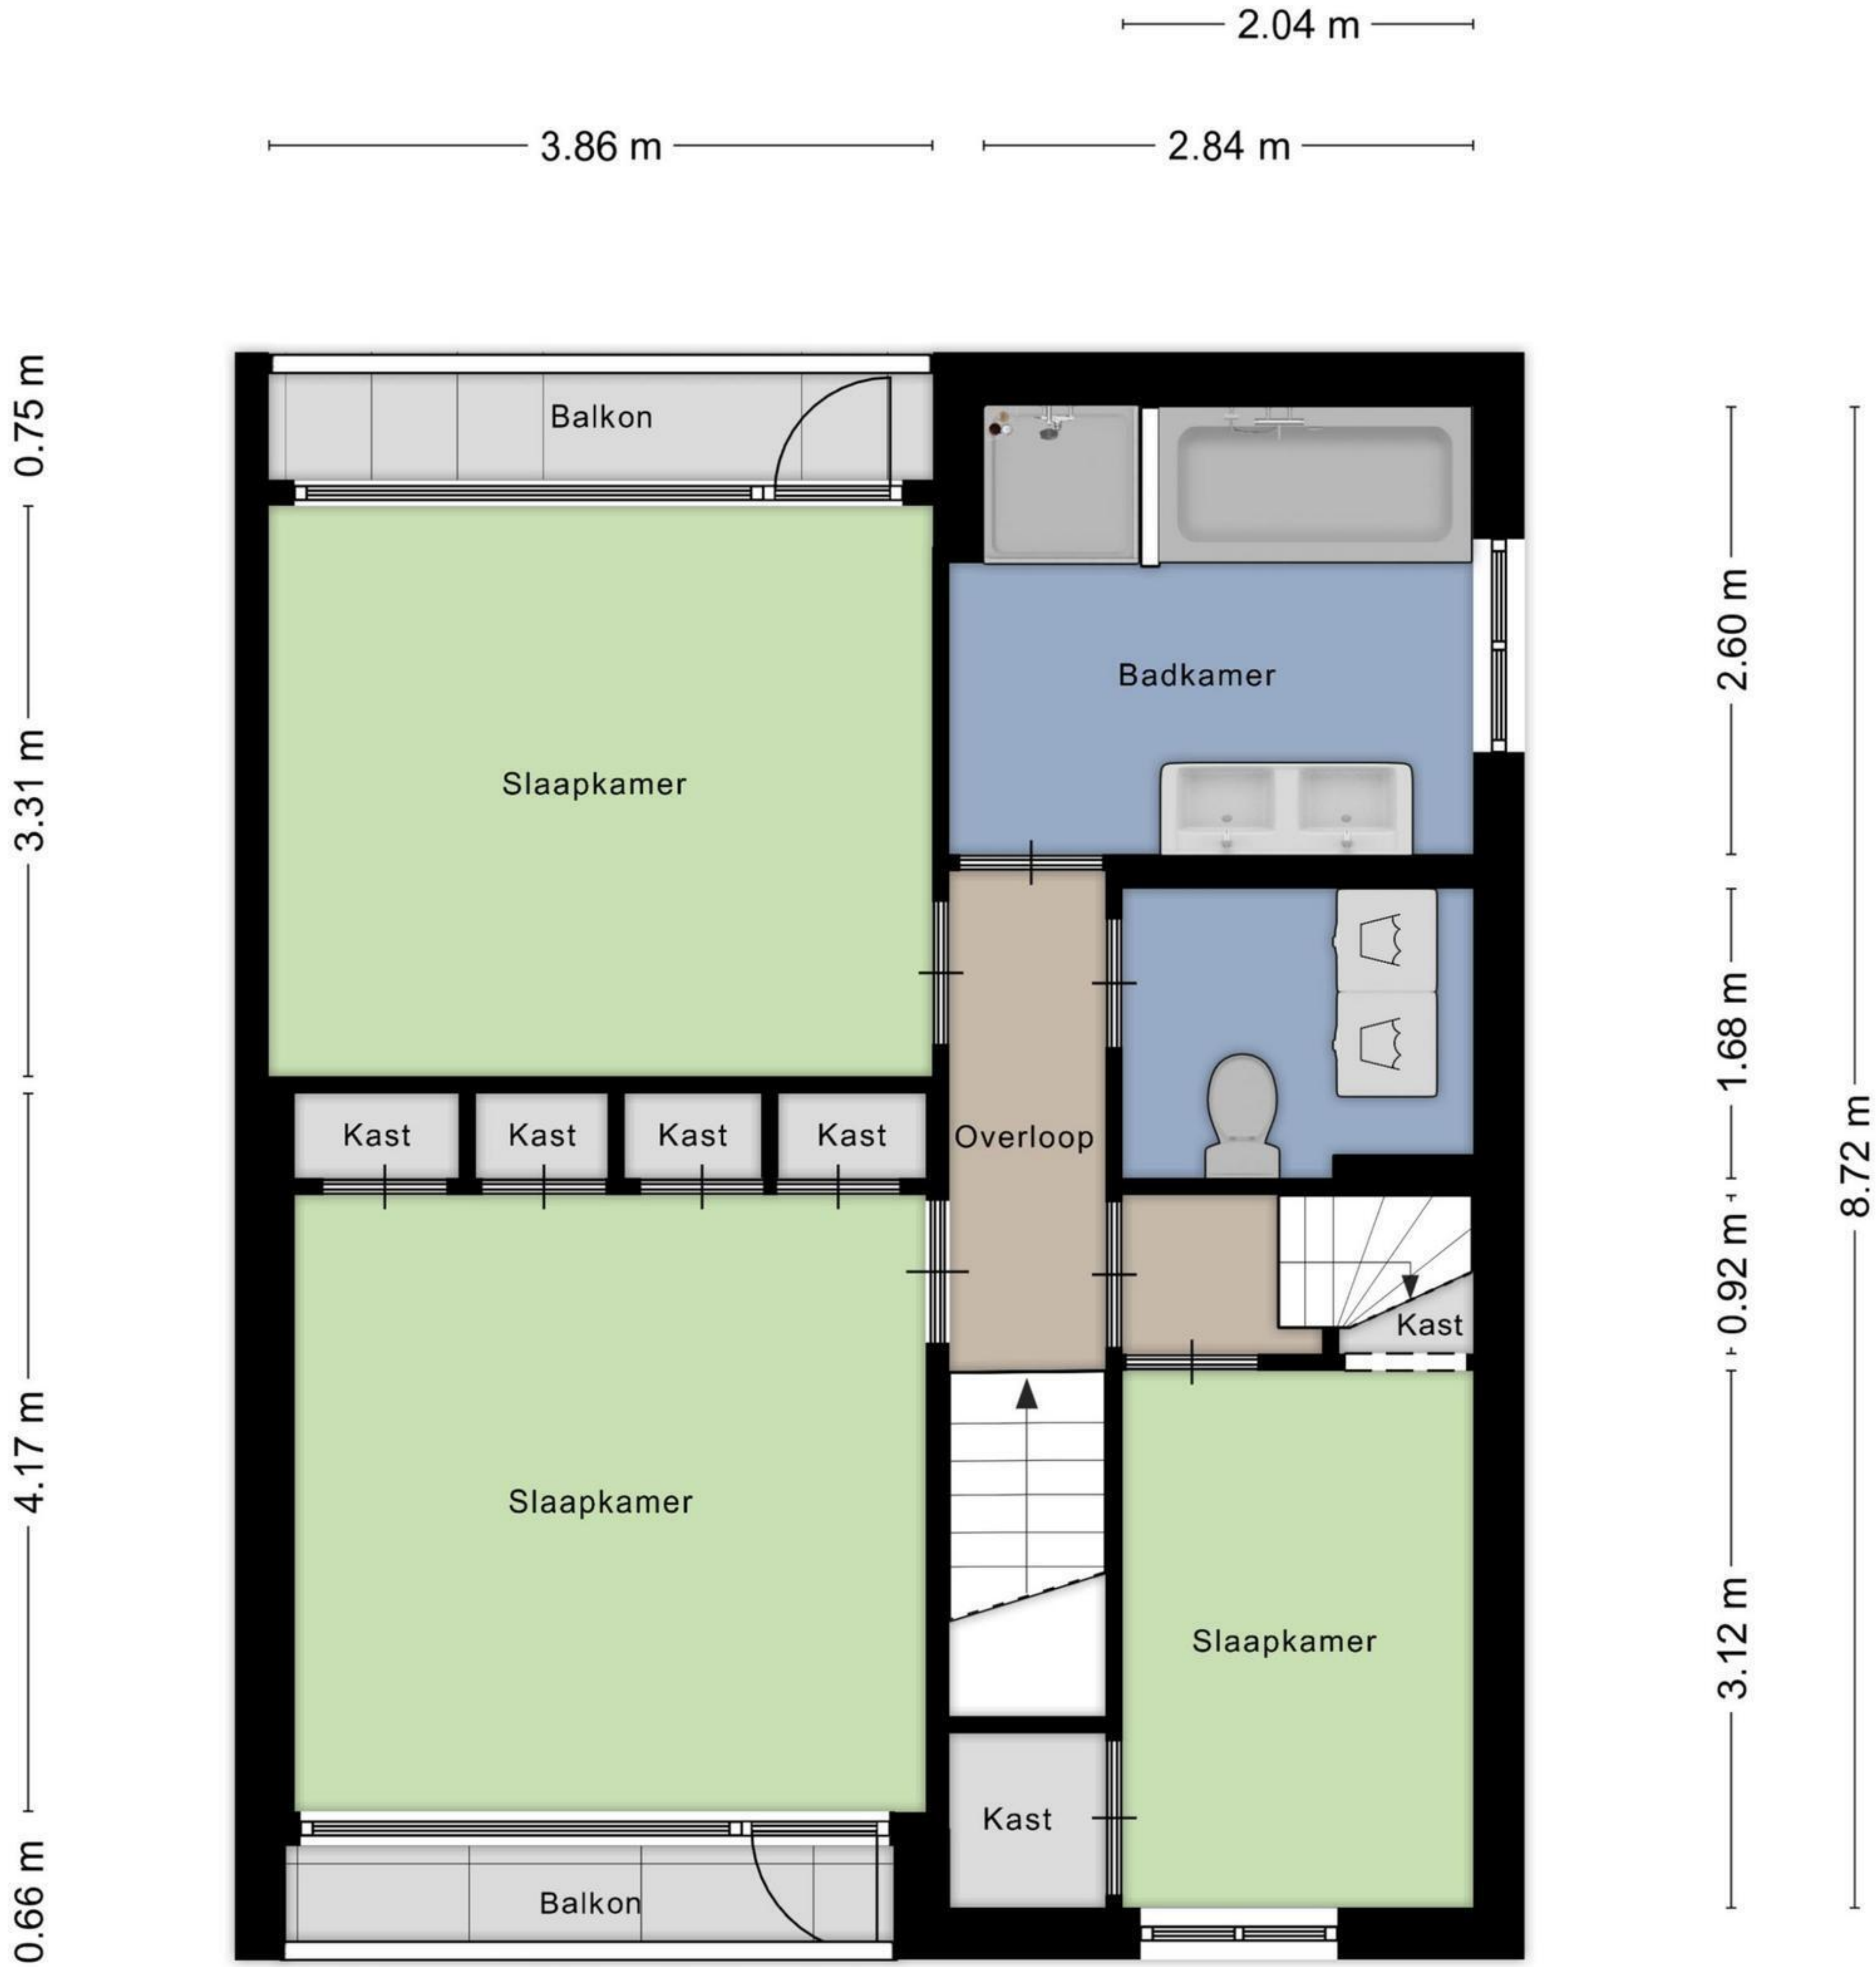 2.04 m
3.86 m
2.84 m
0.75 m
3.31 m
4.17 m
0.66 m
Balkon
Slaapkamer
Badkamer
Kast
Kast
Kast
Kast
Overloop
Kast
Slaapkamer
Slaapkamer
Kast
Balkon
2.60 m
1.68 m
0.92 m
3.12 m
8.72 m